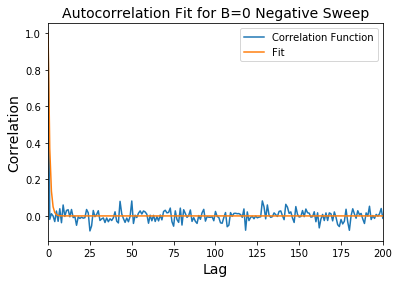 Autocorrelation Fit for B=0 Negative Sweep
Correlation Function
Fit
Correlation
1.0
0.8
0.6
0.4
0.2
0.0
0 25 50 75 100 125 150 175 200
Lag